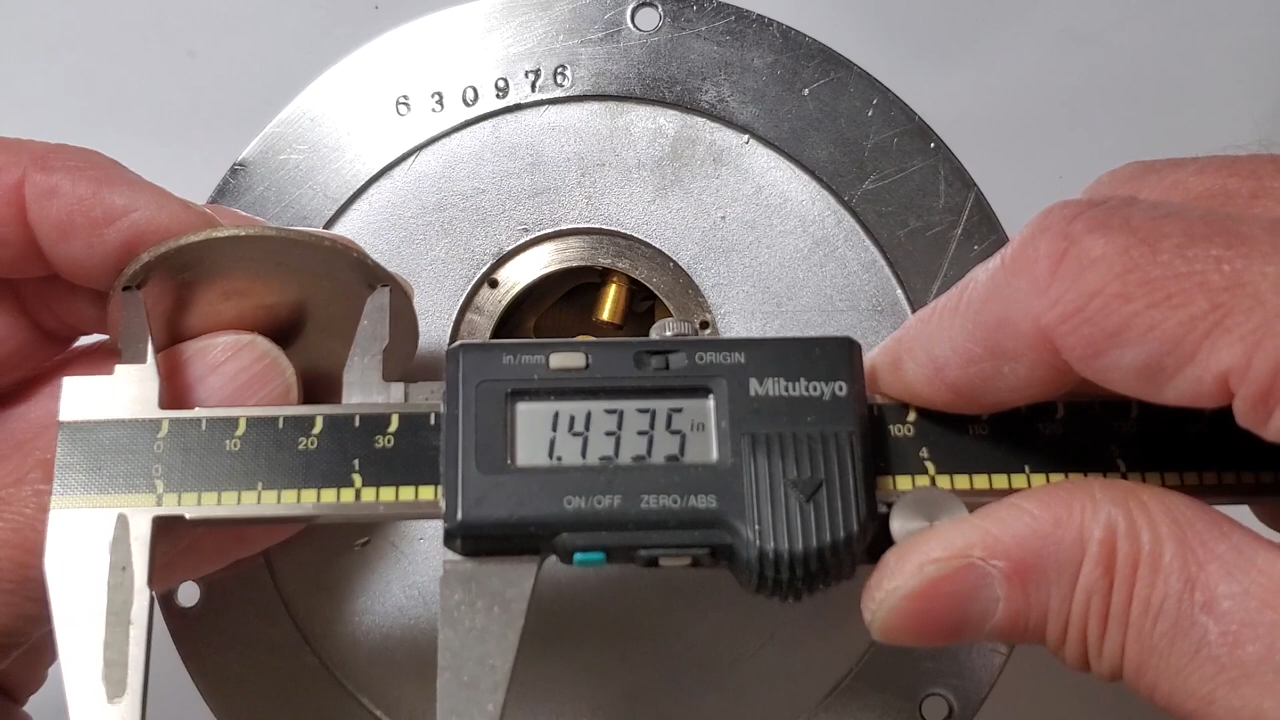 630976
in/mm ORIGIN
Mitutoyo
1.4335 in
ON/OFF ZERO/ABS
0 10 20 30 100 110 120
0 1 4